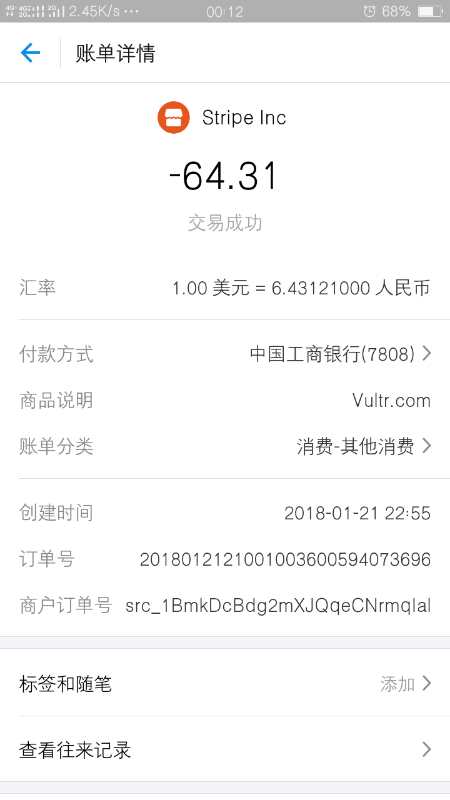 4G 4G 2G 2G 2.45K/s ··· 00:12 68%
账单详情
Stripe Inc
-64.31
交易成功
汇率 1.00 美元 = 6.43121000 人民币
付款方式 中国工商银行(7808)
商品说明 Vultr.com
账单分类 消费-其他消费
创建时间 2018-01-21 22:55
订单号 2018012121001003600594073696
商户订单号 src_1BmkDcBdg2mXJQqeCNrmqlal
标签和随笔 添加
查看往来记录